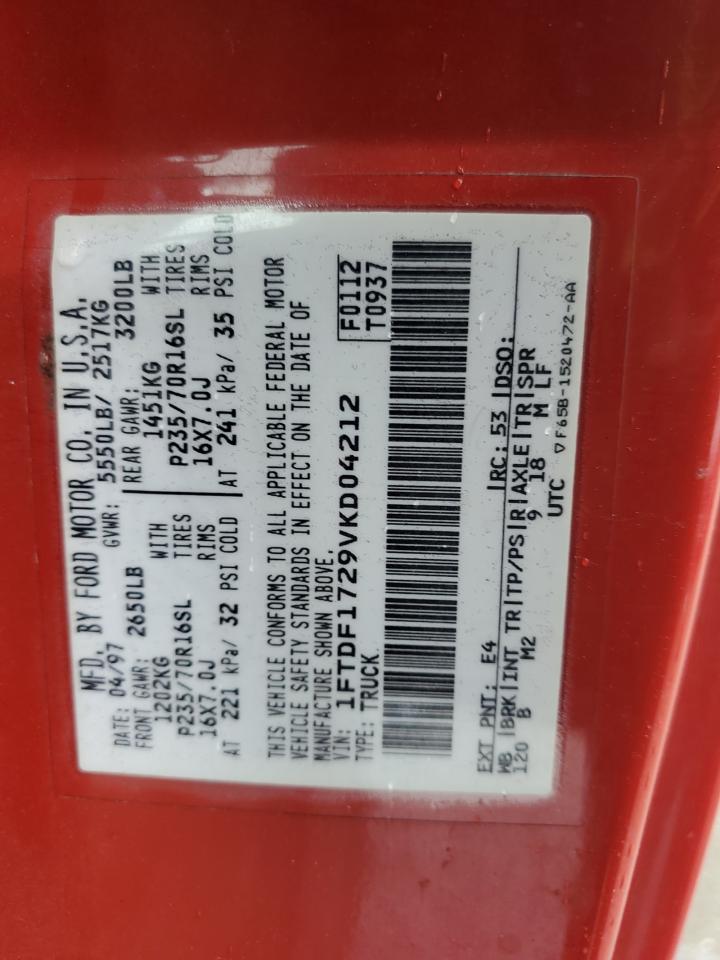 MFD. BY FORD MOTOR CO. IN U.S.A.
DATE: 04/97 GVWR: 5550LB/ 2517KG
FRONT GAWR: 2650LB REAR GAWR: 3200LB
1202KG WITH 1451KG WITH
P235/70R16SL TIRES P235/70R16SL TIRES
16X7.0J RIMS 16X7.0J RIMS
AT 221 kPa/ 32 PSI COLD AT 241 kPa/ 35 PSI COLD
THIS VEHICLE CONFORMS TO ALL APPLICABLE FEDERAL MOTOR
VEHICLE SAFETY STANDARDS IN EFFECT ON THE DATE OF
MANUFACTURE SHOWN ABOVE.
VIN: 1FTDF1729VKD04212 F0112
TYPE: TRUCK T0937
EXT PNT: E4 RC: 53 DSO:
WB BRK INT TR TP/PS R AXLE TR SPR
120 B M2 9 18 M LF
UTC ▽ F65B-1520472-AA